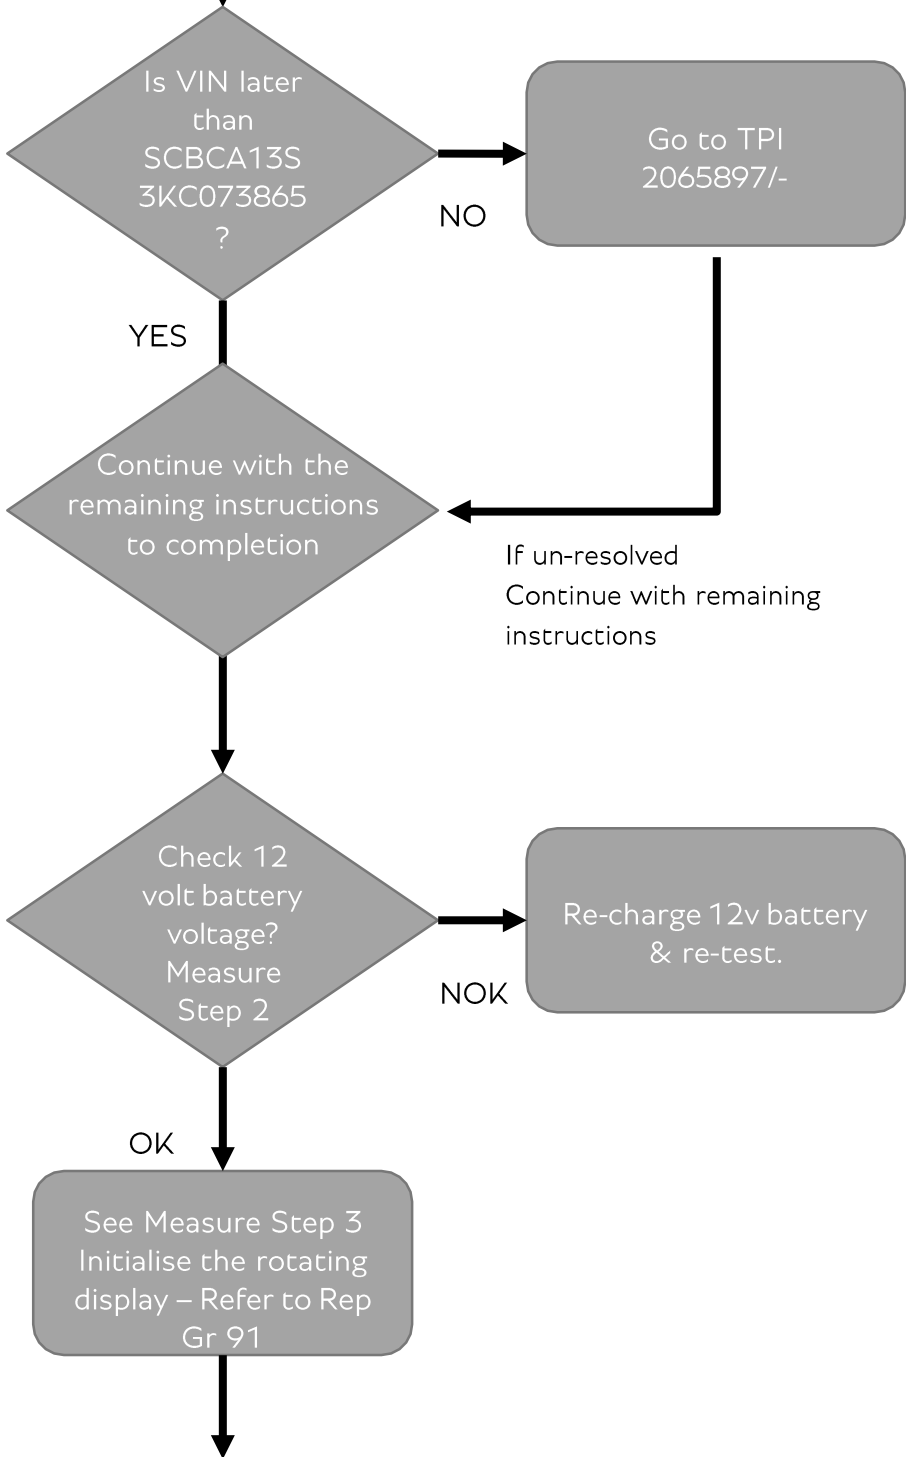 Is VIN later
than
SCBCA13S
3KC073865
?
NO
Go to TPI
2065897/-
YES
Continue with the
remaining instructions
to completion
If un-resolved
Continue with remaining
instructions
Check 12
volt battery
voltage?
Measure
Step 2
NOK
Re-charge 12v battery
& re-test.
OK
See Measure Step 3
Initialise the rotating
display – Refer to Rep
Gr 91